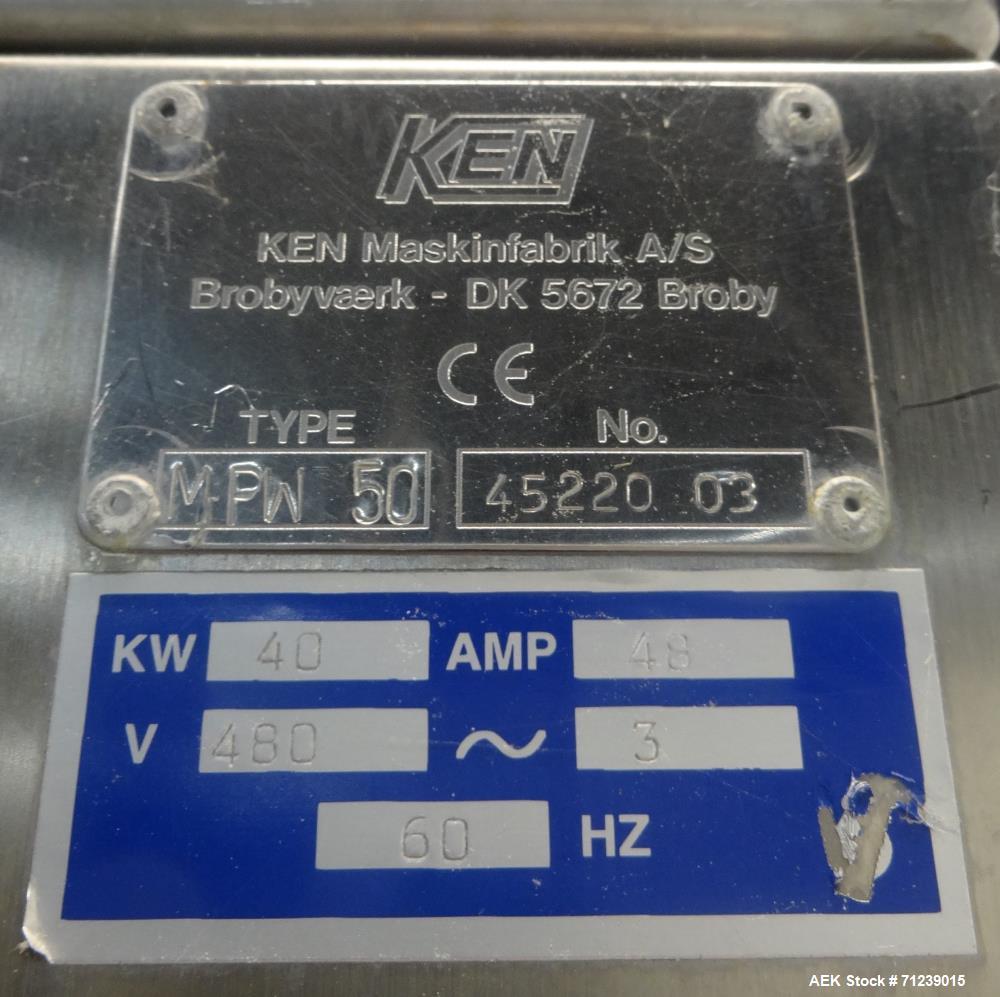 KEN
KEN Maskinfabrik A/S
Brobyværk - DK 5672 Broby
CE
TYPE No.
MPW 50 45220 03
KW 40 AMP 48
V 480 ~ 3
60 HZ
AEK Stock #71239015